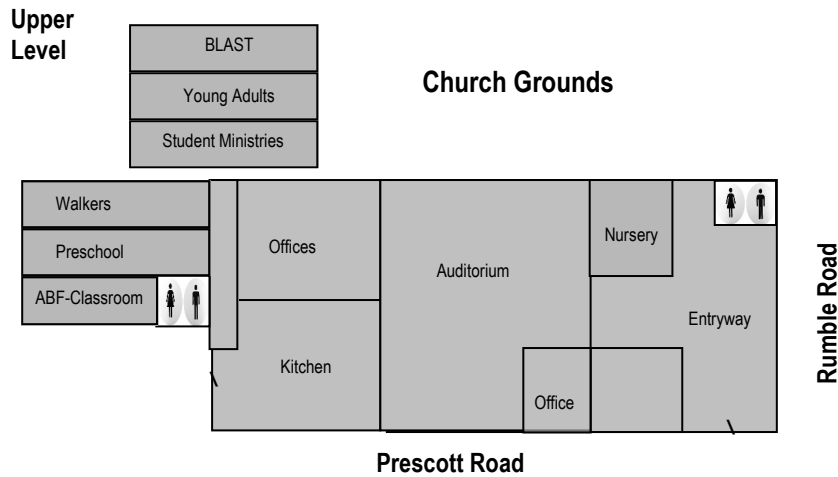 Upper
Level
BLAST
Young Adults
Student Ministries
Church Grounds
Walkers
Preschool
ABF-Classroom
Offices
Kitchen
Auditorium
Nursery
Entryway
Office
Rumble Road
Prescott Road